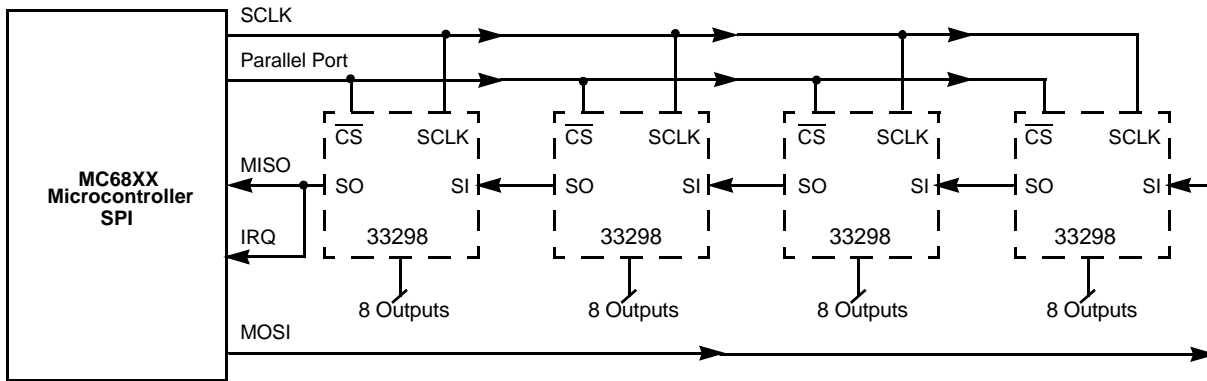 SCLK
Parallel Port
CS SCLK CS SCLK CS SCLK CS SCLK
MISO
SO SI SO SI SO SI SO SI
MC68XX
Microcontroller
SPI
IRQ
33298 33298 33298 33298
8 Outputs 8 Outputs 8 Outputs 8 Outputs
MOSI